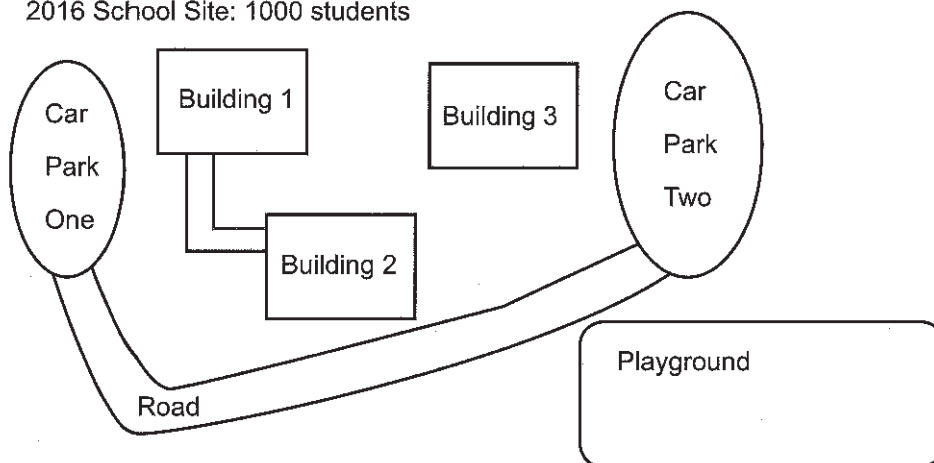 2016 School Site: 1000 students
Building 1
Building 3
Car
Park
One
Car
Park
Two
Building 2
Playground
Road